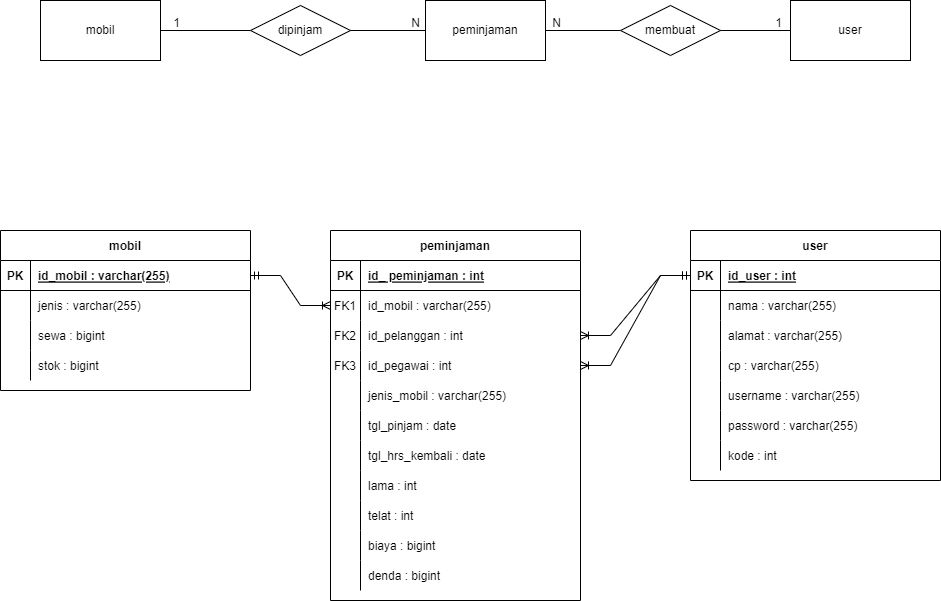 mobil 1 dipinjam N peminjaman N membuat 1 user
mobil
PK id_mobil : varchar(255)
jenis : varchar(255)
sewa : bigint
stok : bigint
peminjaman
PK id_ peminjaman : int
FK1 id_mobil : varchar(255)
FK2 id_pelanggan : int
FK3 id_pegawai : int
jenis_mobil : varchar(255)
tgl_pinjam : date
tgl_hrs_kembali : date
lama : int
telat : int
biaya : bigint
denda : bigint
user
PK id_user : int
nama : varchar(255)
alamat : varchar(255)
cp : varchar(255)
username : varchar(255)
password : varchar(255)
kode : int